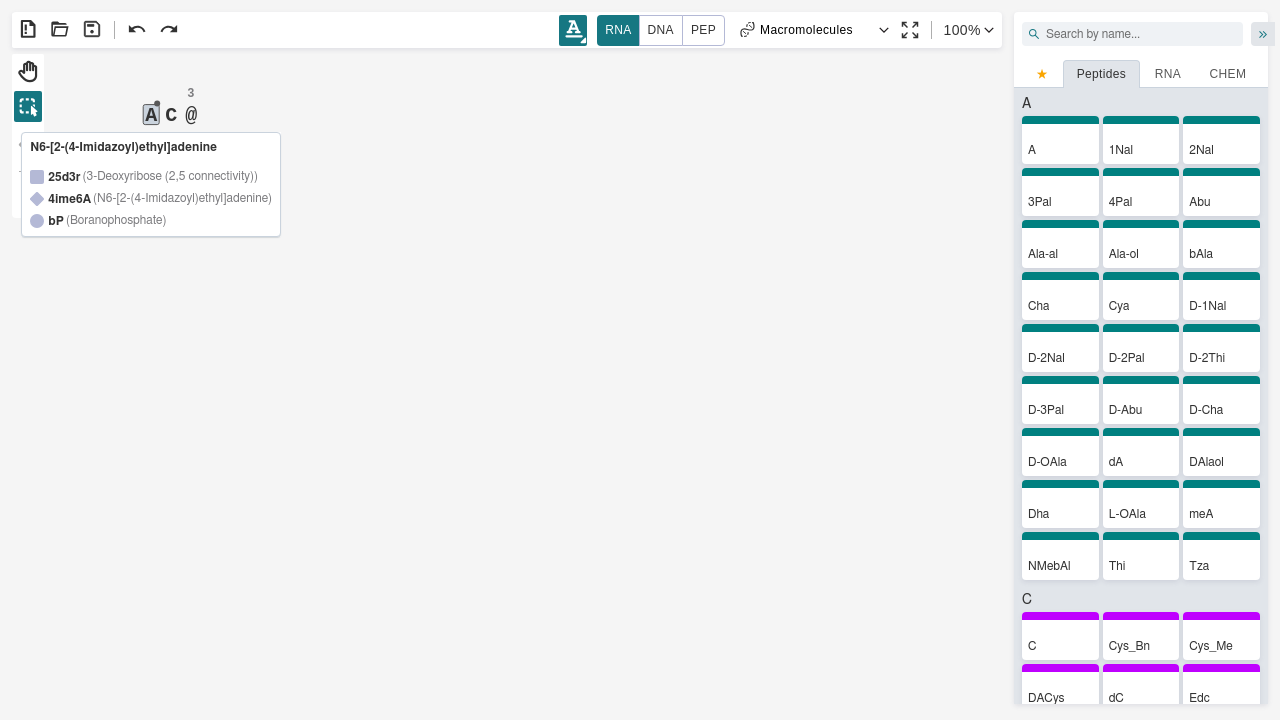 A RNA DNA PEP Macromolecules 100% Search by name... »
★ Peptides RNA CHEM
3
A C @
N6-[2-(4-Imidazoyl)ethyl]adenine
25d3r (3-Deoxyribose (2,5 connectivity))
4ime6A (N6-[2-(4-Imidazoyl)ethyl]adenine)
bP (Boranophosphate)
A
A 1Nal 2Nal
3Pal 4Pal Abu
Ala-al Ala-ol bAla
Cha Cya D-1Nal
D-2Nal D-2Pal D-2Thi
D-3Pal D-Abu D-Cha
D-OAla dA DAlaol
Dha L-OAla meA
NMebAl Thi Tza
C
C Cys_Bn Cys_Me
DACys dC Edc